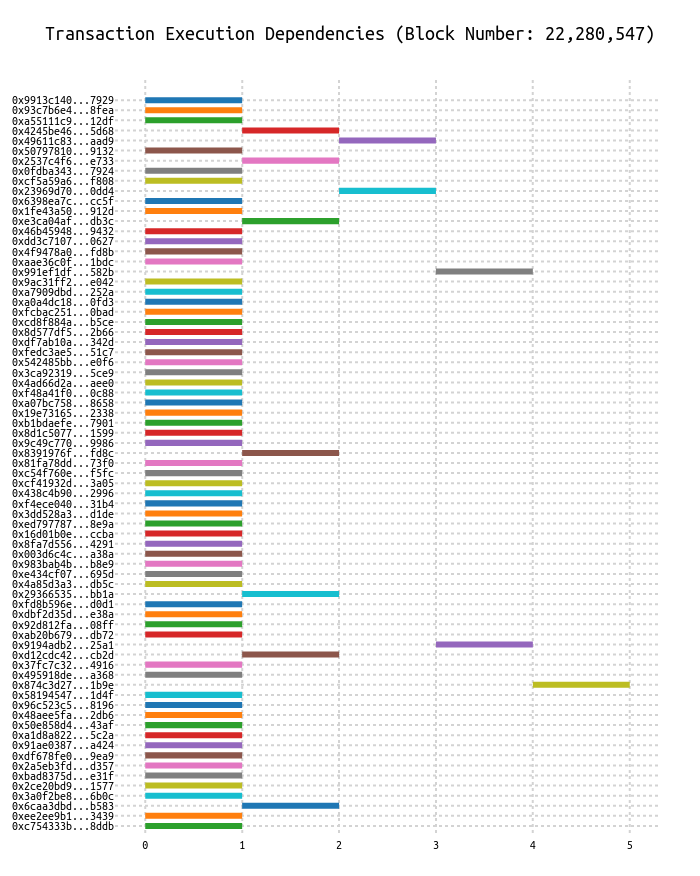 Transaction Execution Dependencies (Block Number: 22,280,547)
0x9913c140...7929
0x93c7b6e4...8fea
0xa55111c9...12df
0x4245be46...5d68
0x49611c83...aad9
0x50797810...9132
0x2537c4f6...e733
0x0fdba343...7924
0xcf5a59a6...f808
0x23969d70...0dd4
0x6398ea7c...cc5f
0x1fe43a50...912d
0xe3ca04af...db3c
0x46b45948...9432
0xdd3c7107...0627
0x4f9478a0...fd8b
0xaae36c0f...1bdc
0x991ef1df...582b
0x9ac31ff2...e042
0xa7909dbd...252a
0xa0a4dc18...0fd3
0xfcbac251...0bad
0xcd8f884a...b5ce
0x8d577df5...2b66
0xdf7ab10a...342d
0xfedc3ae5...51c7
0x542485bb...e0f6
0x3ca92319...5ce9
0x4ad66d2a...aee0
0xf48a41f0...0c88
0xa07bc758...8658
0x19e73165...2338
0xb1bdaefe...7901
0x8d1c5077...1599
0x9c49c770...9986
0x8391976f...fd8c
0x81fa78dd...73f0
0xc54f760e...f5fc
0xcf41932d...3a05
0x438c4b90...2996
0xf4ece040...31b4
0x3dd528a3...d1de
0xed797787...8e9a
0x16d01b0e...ccba
0x8fa7d556...4291
0x003d6c4c...a38a
0x983bab4b...b8e9
0xe434cf07...695d
0x4a85d3a3...db5c
0x29366535...bb1a
0xfd8b596e...d0d1
0xdbf2d35d...e38a
0x92d812fa...08ff
0xab20b679...db72
0x9194adb2...25a1
0xd12cdc42...cb2d
0x37fc7c32...4916
0x495918de...a368
0x874c3d27...1b9e
0x58194547...1d4f
0x96c523c5...8196
0x48aee5fa...2db6
0x50e858d4...43af
0xa1d8a822...5c2a
0x91ae0387...a424
0xdf678fe0...9ea9
0x2a5eb3fd...d357
0xbad8375d...e31f
0x2ce20bd9...1577
0x3a0f2be8...6b0c
0x6caa3dbd...b583
0xee2ee9b1...3439
0xc754333b...8ddb
0 1 2 3 4 5